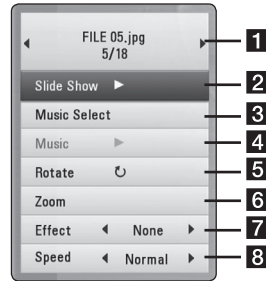 FILE 05.jpg
5/18
1
Slide Show
2
Music Select
3
Music
4
Rotate
5
Zoom
6
Effect None
7
Speed Normal
8